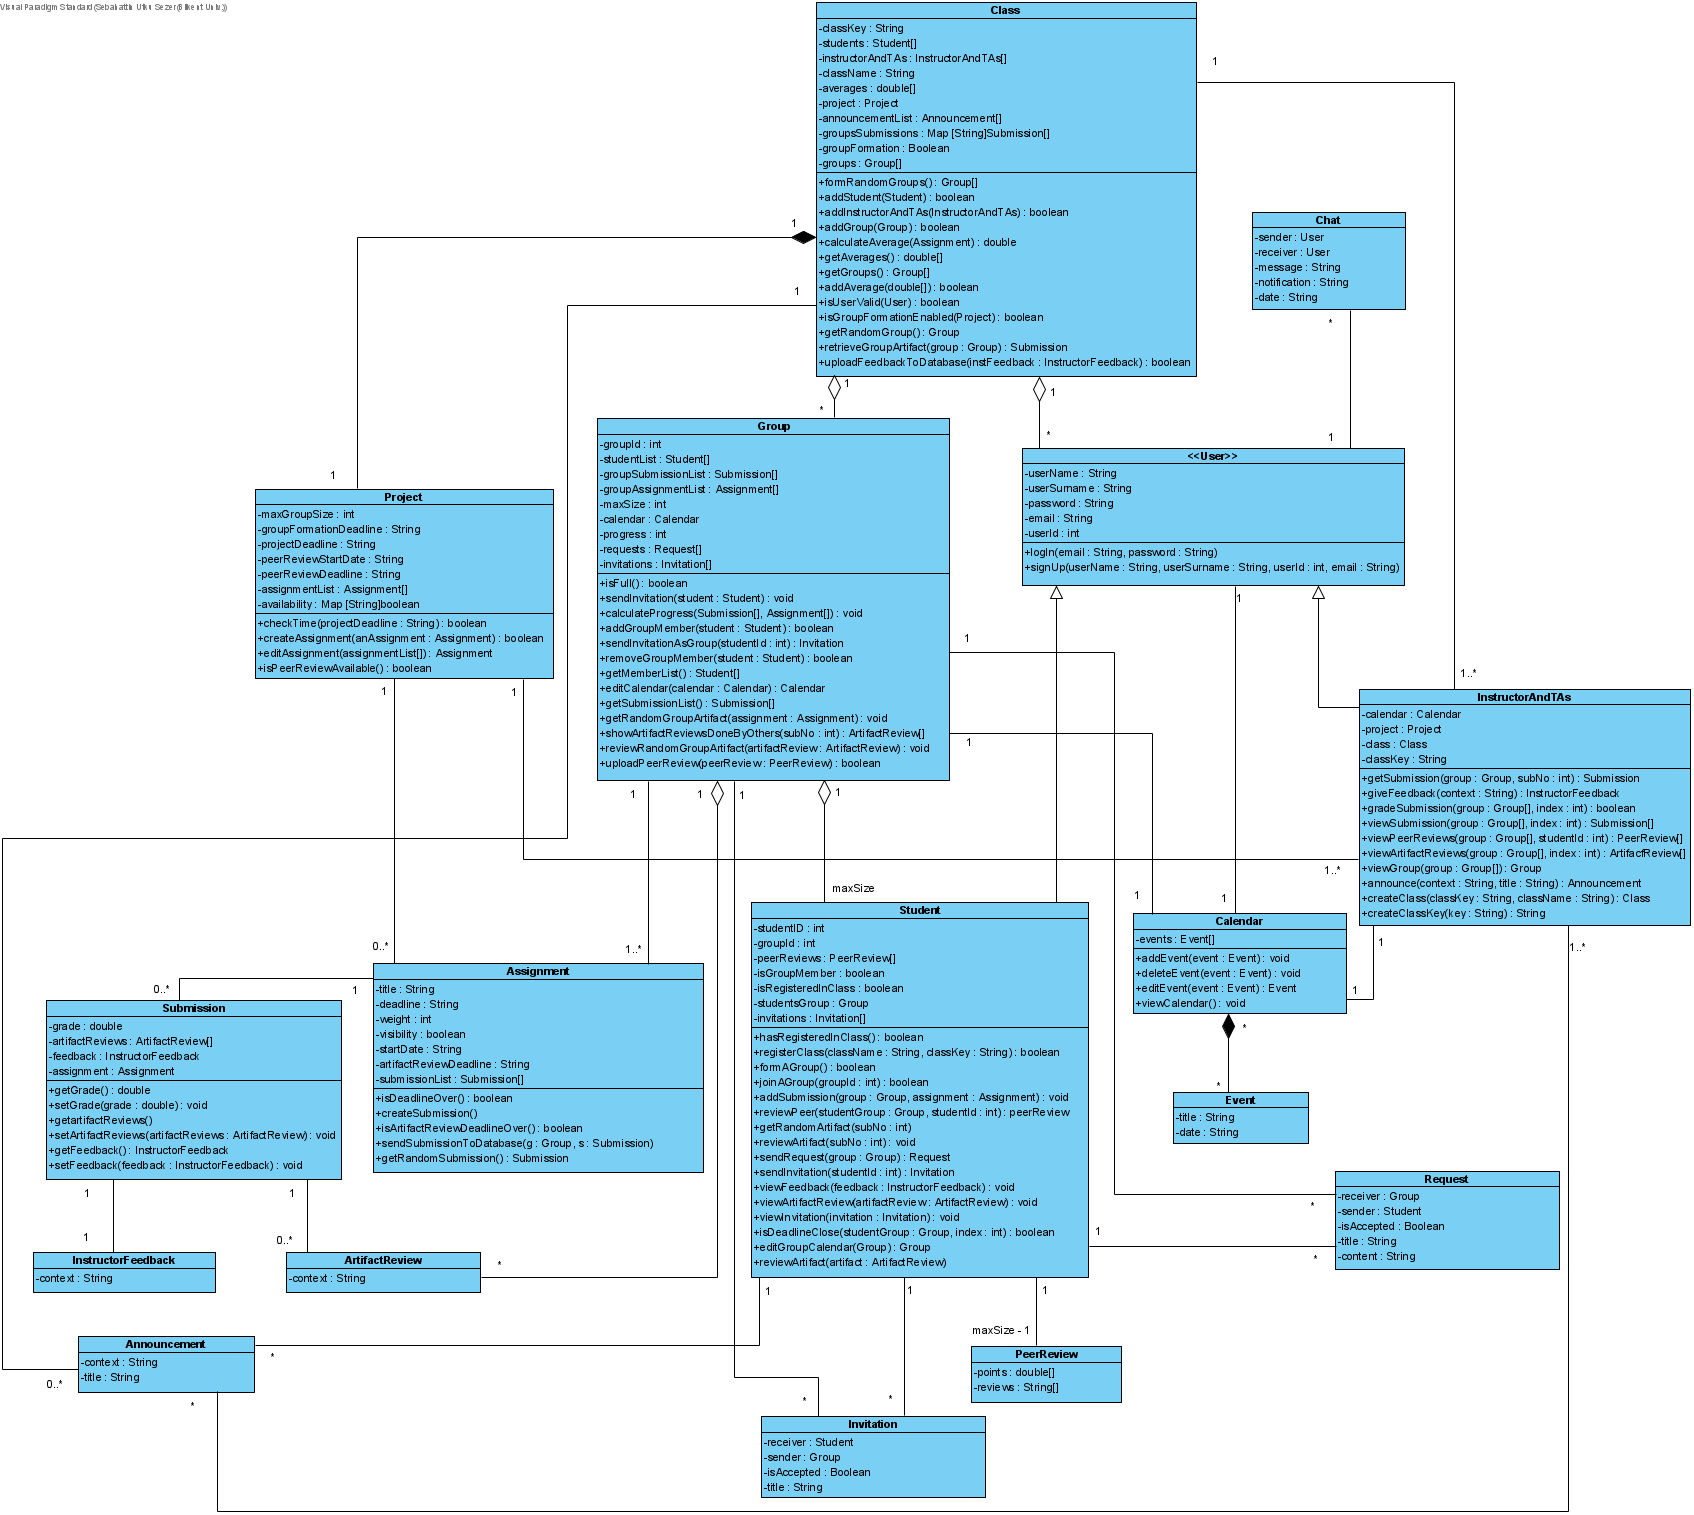 Visual Paradigm Standard(Sebahattin Utku Sezer(Bilkent Univ.))
Class
-classKey : String
-students : Student[]
-instructorAndTAs : InstructorAndTAs[]
-className : String
-averages : double[]
-project : Project
-announcementList : Announcement[]
-groupsSubmissions : Map [String]Submission[]
-groupFormation : Boolean
-groups : Group[]
+formRandomGroups() : Group[]
+addStudent(Student) : boolean
+addInstructorAndTAs(InstructorAndTAs) : boolean
+addGroup(Group) : boolean
+calculateAverage(Assignment) : double
+getAverages() : double[]
+getGroups() : Group[]
+addAverage(double[]) : boolean
+isUserValid(User) : boolean
+isGroupFormationEnabled(Project) : boolean
+getRandomGroup() : Group
+retrieveGroupArtifact(group : Group) : Submission
+uploadFeedbackToDatabase(instFeedback : InstructorFeedback) : boolean
1
1
1
1
*
1
*
Chat
-sender : User
-receiver : User
-message : String
-notification : String
-date : String
*
1
Group
-groupId : int
-studentList : Student[]
-groupSubmissionList : Submission[]
-groupAssignmentList : Assignment[]
-maxSize : int
-calendar : Calendar
-progress : int
-requests : Request[]
-invitations : Invitation[]
+isFull() : boolean
+sendInvitation(student : Student) : void
+calculateProgress(Submission[], Assignment[]) : void
+addGroupMember(student : Student) : boolean
+sendInvitationAsGroup(studentId : int) : Invitation
+removeGroupMember(student : Student) : boolean
+getMemberList() : Student[]
+editCalendar(calendar : Calendar) : Calendar
+getSubmissionList() : Submission[]
+getRandomGroupArtifact(assignment : Assignment) : void
+showArtifactReviewsDoneByOthers(subNo : int) : ArtifactReview[]
+reviewRandomGroupArtifact(artifactReview : ArtifactReview) : void
+uploadPeerReview(peerReview : PeerReview) : boolean
1
1
1
1
1
1
maxSize
<<User>>
-userName : String
-userSurname : String
-password : String
-email : String
-userId : int
+logIn(email : String, password : String)
+signUp(userName : String, userSurname : String, userId : int, email : String)
1
1
Project
-maxGroupSize : int
-groupFormationDeadline : String
-projectDeadline : String
-peerReviewStartDate : String
-peerReviewDeadline : String
-assignmentList : Assignment[]
-availability : Map [String]boolean
+checkTime(projectDeadline : String) : boolean
+createAssignment(anAssignment : Assignment) : boolean
+editAssignment(assignmentList[]) : Assignment
+isPeerReviewAvailable() : boolean
1
1
1
1..*
InstructorAndTAs
-calendar : Calendar
-project : Project
-class : Class
-classKey : String
+getSubmission(group : Group, subNo : int) : Submission
+giveFeedback(context : String) : InstructorFeedback
+gradeSubmission(group : Group[], index : int) : boolean
+viewSubmission(group : Group[], index : int) : Submission[]
+viewPeerReviews(group : Group[], studentId : int) : PeerReview[]
+viewArtifactReviews(group : Group[], index : int) : ArtifacfReview[]
+viewGroup(group : Group[]) : Group
+announce(context : String, title : String) : Announcement
+createClass(classKey : String, className : String) : Class
+createClassKey(key : String) : String
1..*
1
1..*
Student
-studentID : int
-groupId : int
-peerReviews : PeerReview[]
-isGroupMember : boolean
-isRegisteredInClass : boolean
-studentsGroup : Group
-invitations : Invitation[]
+hasRegisteredInClass() : boolean
+registerClass(className : String, classKey : String) : boolean
+formAGroup() : boolean
+joinAGroup(groupId : int) : boolean
+addSubmission(group : Group, assignment : Assignment) : void
+reviewPeer(studentGroup : Group, studentId : int) : peerReview
+getRandomArtifact(subNo : int)
+reviewArtifact(subNo : int) : void
+sendRequest(group : Group) : Request
+sendInvitation(studentId : int) : Invitation
+viewFeedback(feedback : InstructorFeedback) : void
+viewArtifactReview(artifactReview : ArtifactReview) : void
+viewInvitation(invitation : Invitation) : void
+isDeadlineClose(studentGroup : Group, index : int) : boolean
+editGroupCalendar(Group) : Group
+reviewArtifact(artifact : ArtifactReview)
1
1
1
1
Calendar
-events : Event[]
+addEvent(event : Event) : void
+deleteEvent(event : Event) : void
+editEvent(event : Event) : Event
+viewCalendar() : void
1
1
*
*
Event
-title : String
-date : String
0..*
1..*
Assignment
-title : String
-deadline : String
-weight : int
-visibility : boolean
-startDate : String
-artifactReviewDeadline : String
-submissionList : Submission[]
+isDeadlineOver() : boolean
+createSubmission()
+isArtifactReviewDeadlineOver() : boolean
+sendSubmissionToDatabase(g : Group, s : Submission)
+getRandomSubmission() : Submission
0..*
1
Submission
-grade : double
-artifactReviews : ArtifactReview[]
-feedback : InstructorFeedback
-assignment : Assignment
+getGrade() : double
+setGrade(grade : double) : void
+getartifactReviews()
+setArtifactReviews(artifactReviews : ArtifactReview) : void
+getFeedback() : InstructorFeedback
+setFeedback(feedback : InstructorFeedback) : void
1
1
1
0..*
InstructorFeedback
-context : String
ArtifactReview
-context : String
*
Request
-receiver : Group
-sender : Student
-isAccepted : Boolean
-title : String
-content : String
*
*
Announcement
-context : String
-title : String
0..*
*
*
maxSize - 1
PeerReview
-points : double[]
-reviews : String[]
*
*
Invitation
-receiver : Student
-sender : Group
-isAccepted : Boolean
-title : String